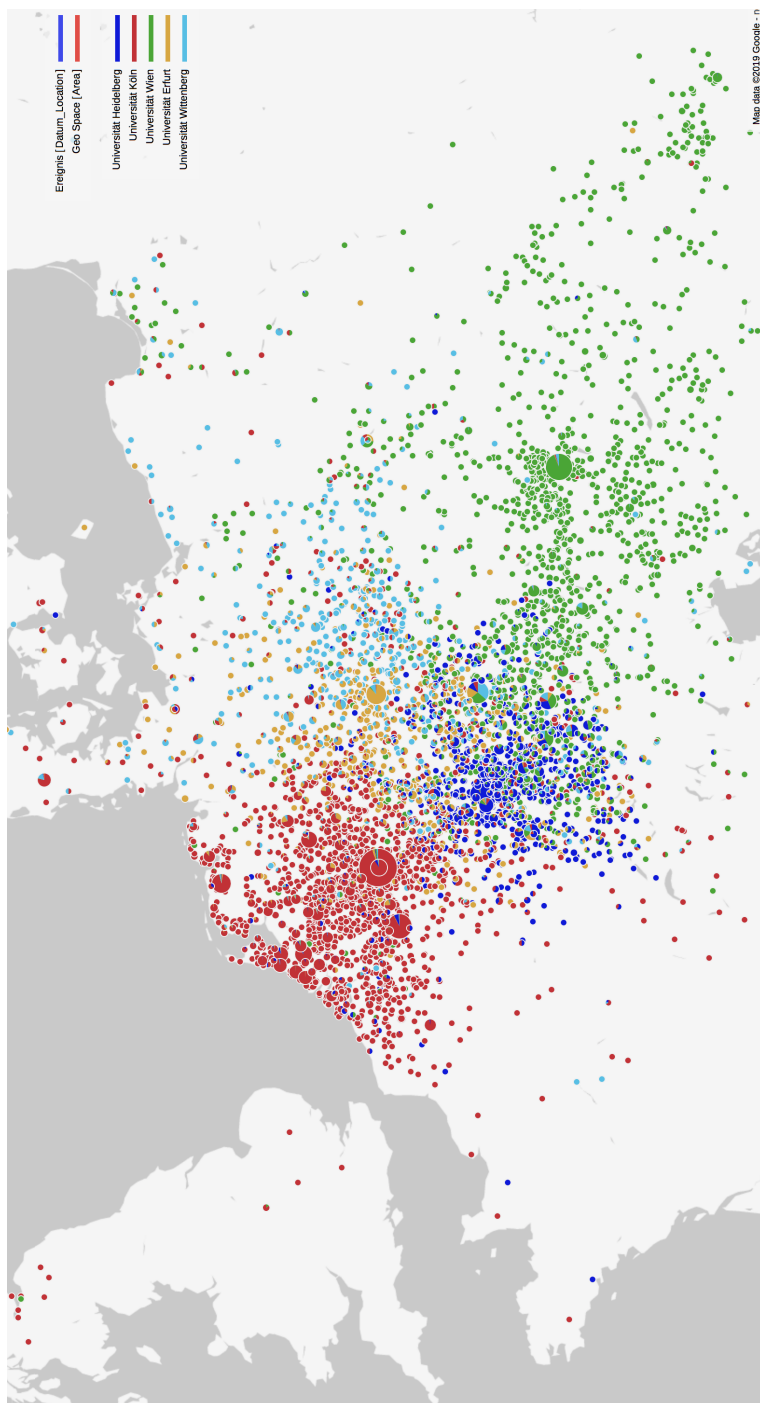 Ereignis [Datum_Location]
Geo Space [Area]
Universität Heidelberg
Universität Köln
Universität Wien
Universität Erfurt
Universität Wittenberg
Map data ©2019 Google - n